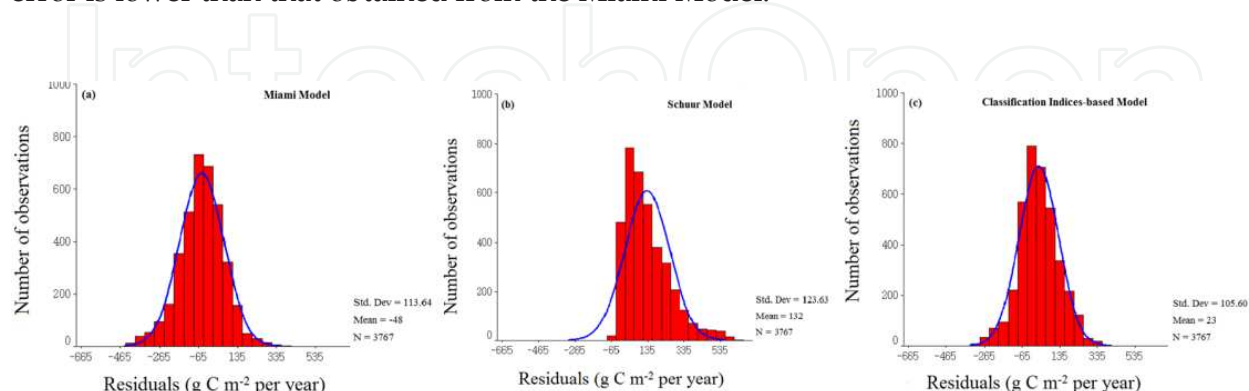 error is lower than that obtained from the Miami Model.
IntechOpen
(a) Miami Model
1000
800
600
400
200
0
Number of observations
Std. Dev = 113.64
Mean = -48
N = 3767
-665 -465 -265 -65 135 335 535
Residuals (g C m-2 per year)
(b) Schuur Model
1000
800
600
400
200
0
Number of observations
Std. Dev = 123.63
Mean = 132
N = 3767
-665 -465 -265 -65 135 335 535
Residuals (g C m-2 per year)
(c) Classification Indices-based Model
1000
800
600
400
200
0
Number of observations
Std. Dev = 105.60
Mean = 23
N = 3767
-665 -465 -265 -65 135 335 535
Residuals (g C m-2 per year)